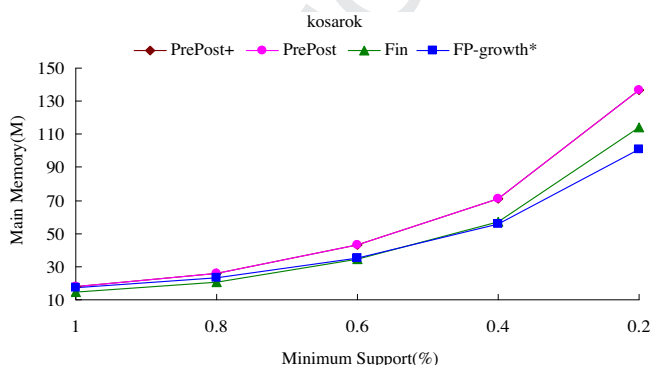 kosarok
PrePost+ PrePost Fin FP-growth*
150
130
110
90
70
50
30
10
1 0.8 0.6 0.4 0.2
Main Memory(M)
Minimum Support(%)